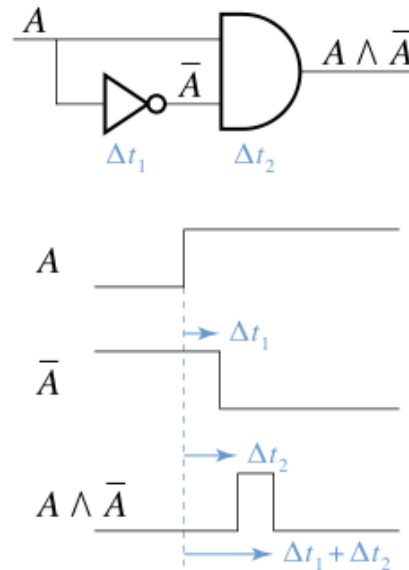 A Ā A ∧ Ā
Δt₁ Δt₂
A
Δt₁
Ā
Δt₂
A ∧ Ā
Δt₁ + Δt₂